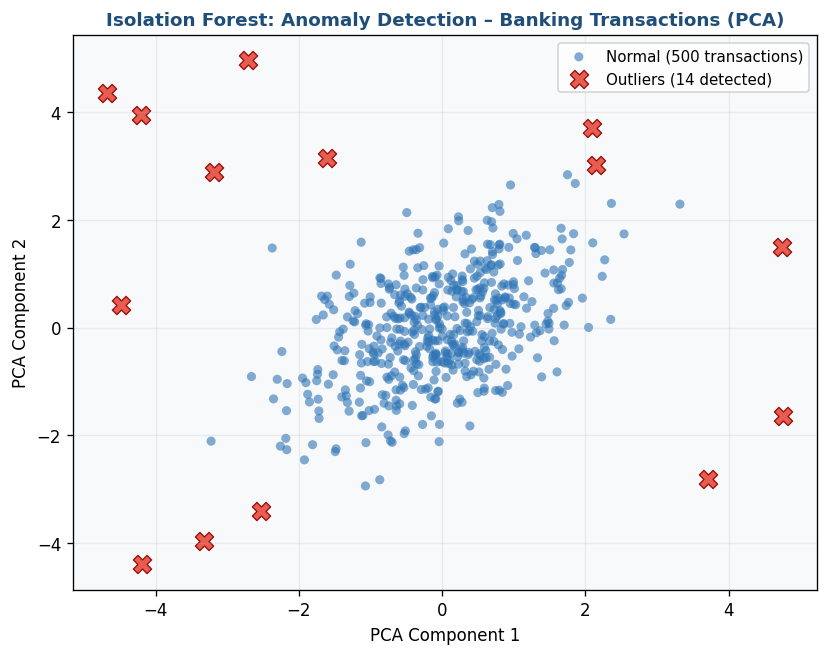 Isolation Forest: Anomaly Detection – Banking Transactions (PCA)
Normal (500 transactions)
Outliers (14 detected)
PCA Component 2
4
2
0
−2
−4
−4
−2
0
2
4
PCA Component 1